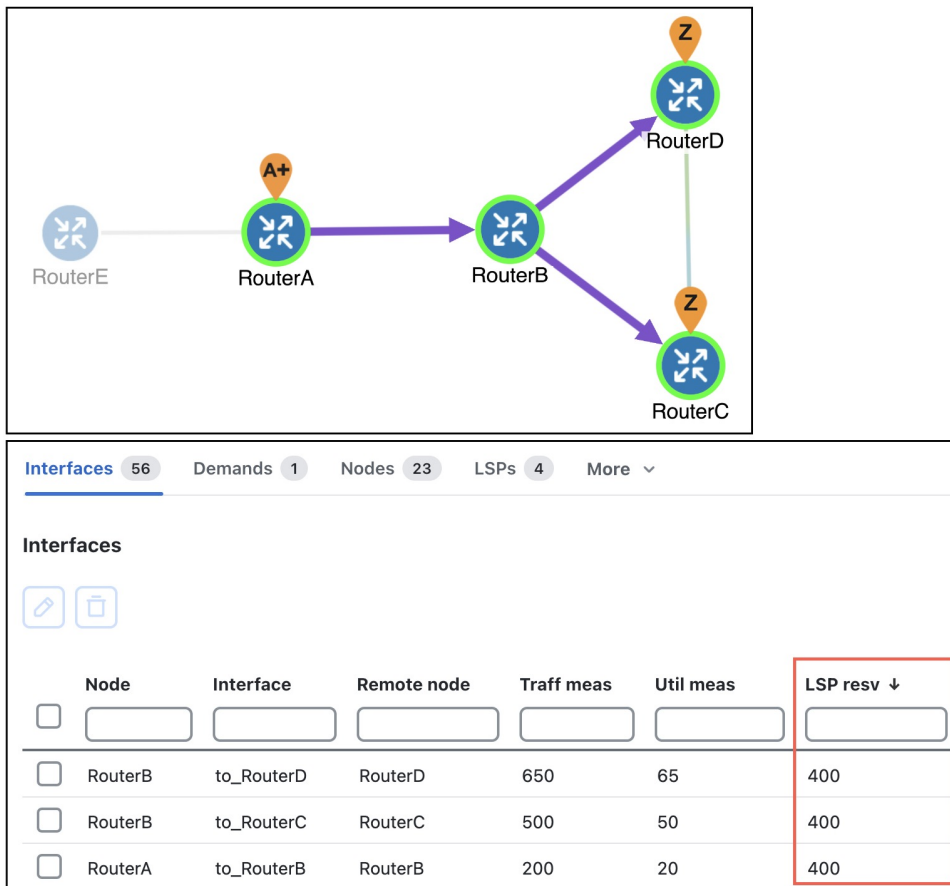 Z
RouterD
A+
RouterE
RouterA
RouterB
Z
RouterC
Interfaces 56 Demands 1 Nodes 23 LSPs 4 More
Interfaces
Node Interface Remote node Traff meas Util meas LSP resv ↓
RouterB to_RouterD RouterD 650 65 400
RouterB to_RouterC RouterC 500 50 400
RouterA to_RouterB RouterB 200 20 400